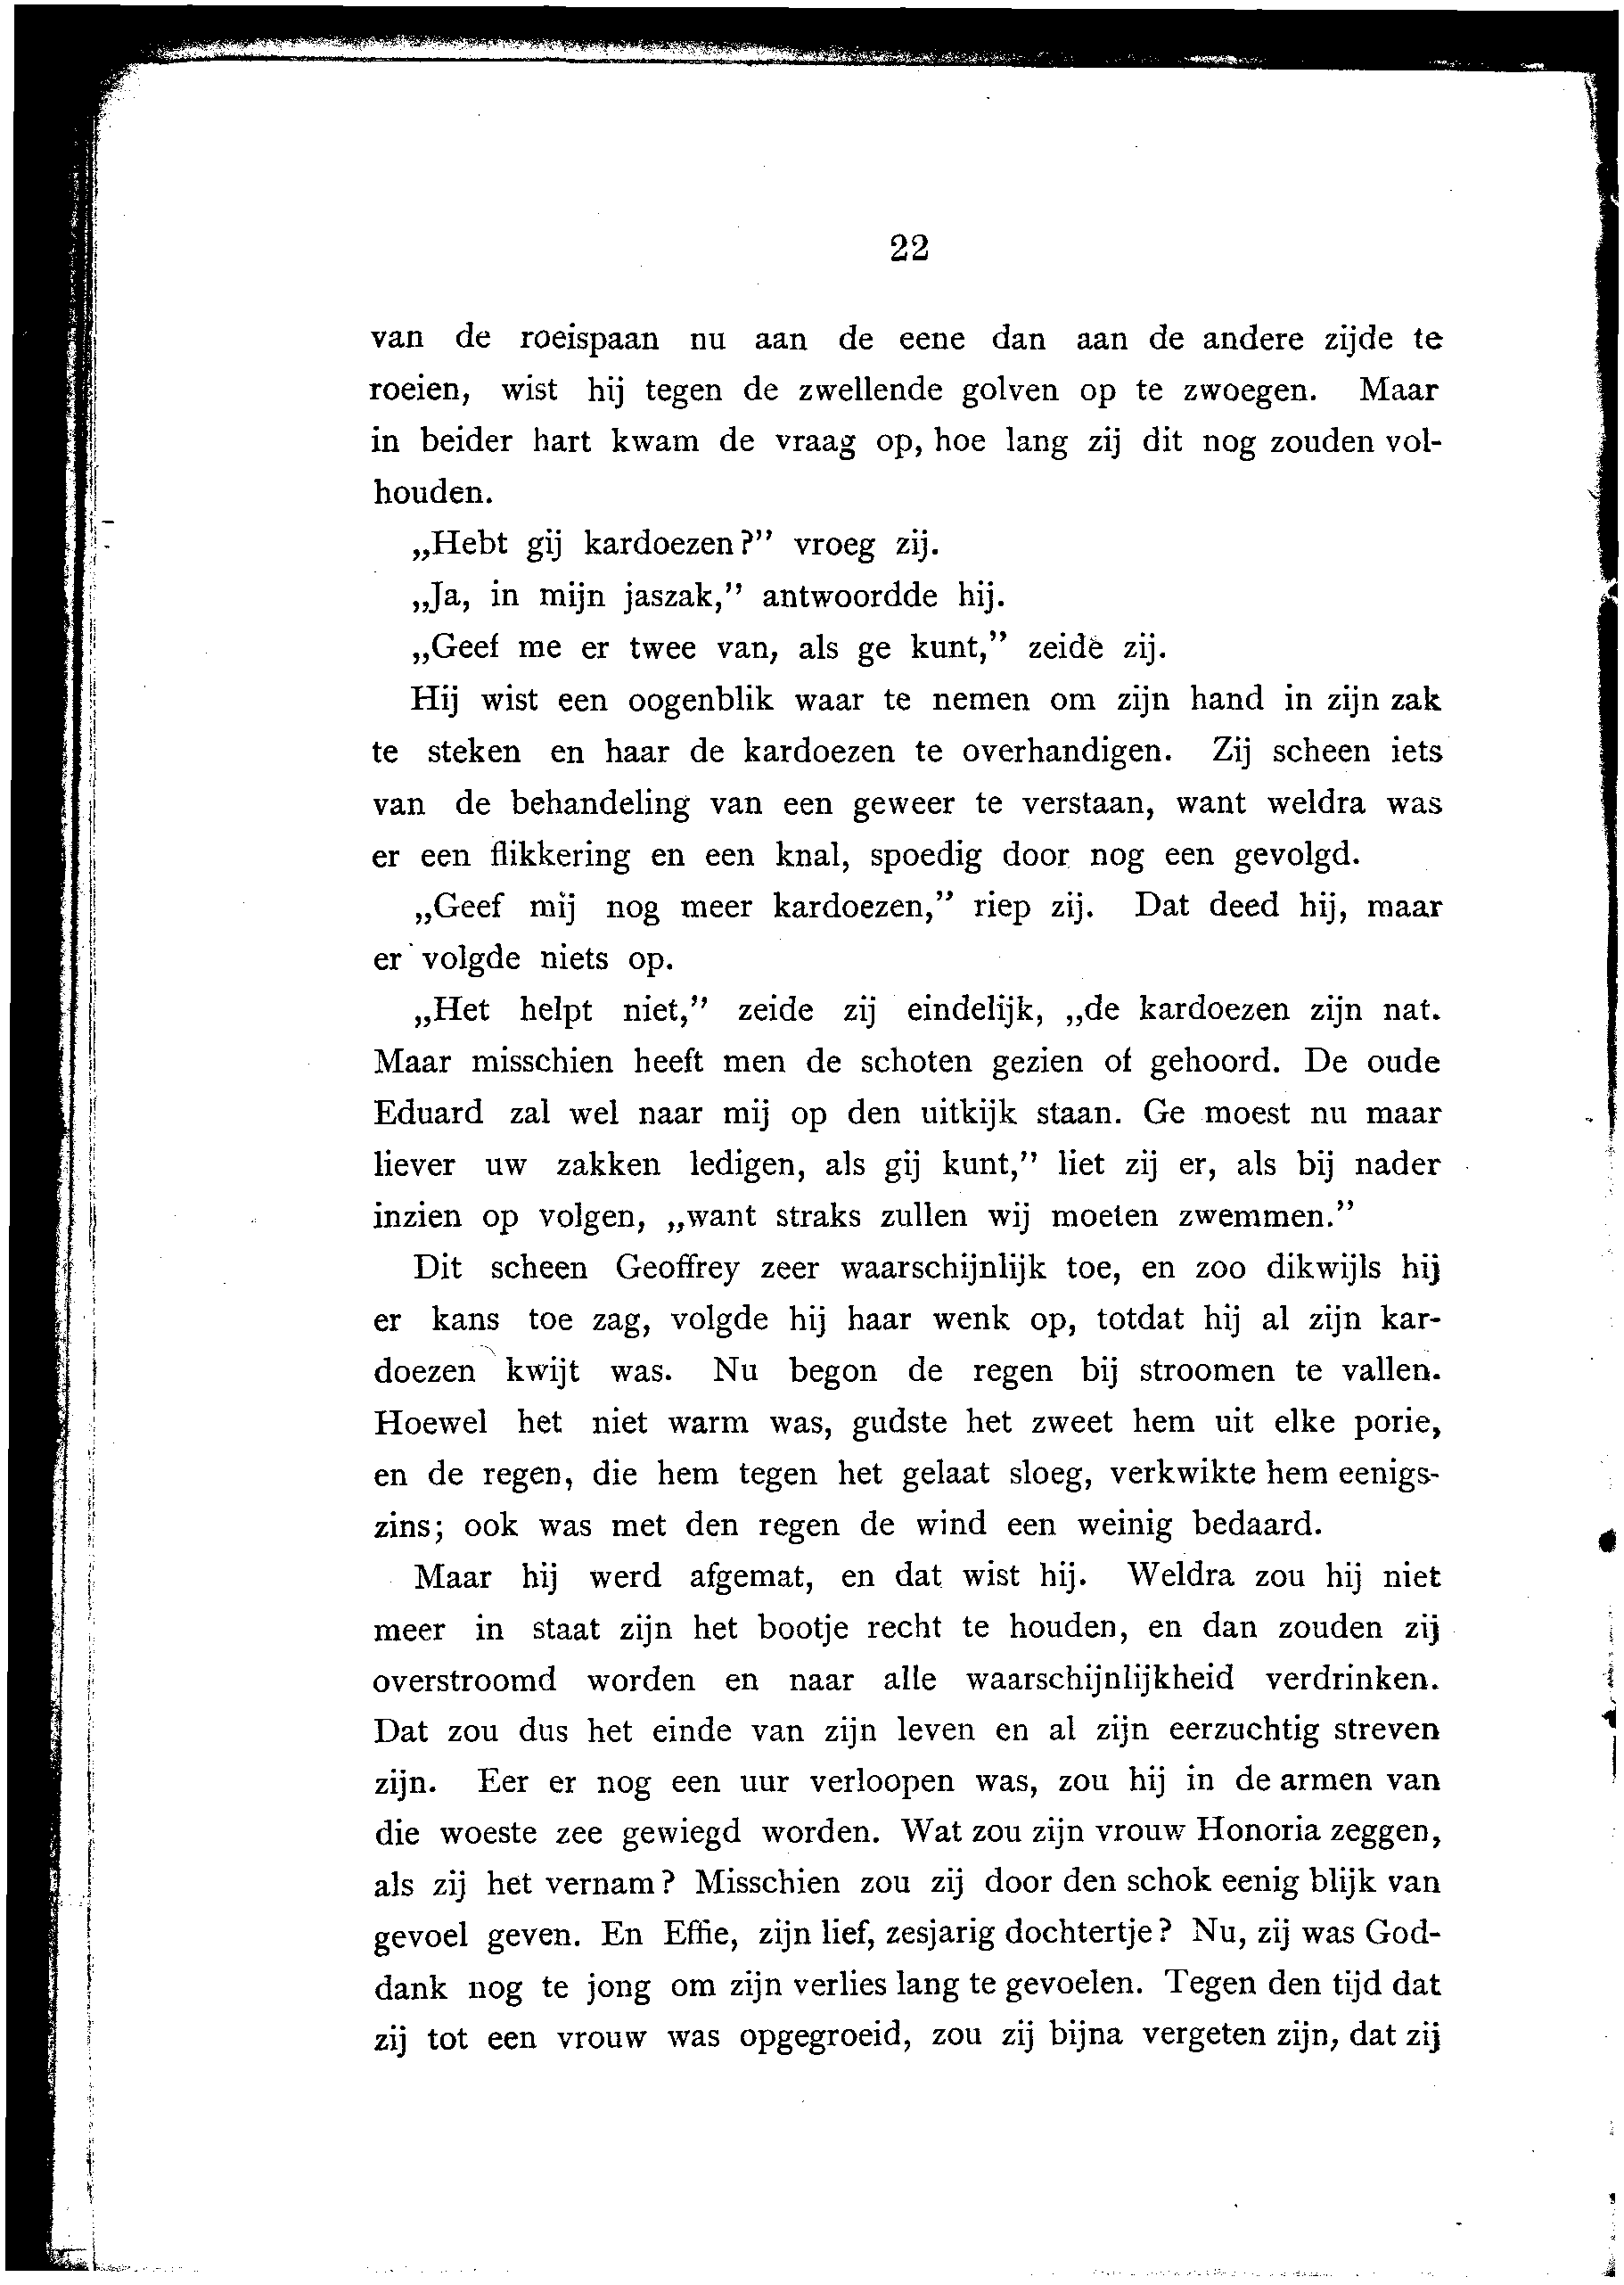 22
van de roeispaan nu aan de eene dan aan de andere zijde te
roeien, wist hij tegen de zwellende golven op te zwoegen. Maar
in beider hart kwam de vraag op, hoe lang zij dit nog zouden vol-
houden.
„Hebt gij kardoezen?” vroeg zij.
„Ja, in mijn jaszak,” antwoordde hij.
„Geef me er twee van, als ge kunt,” zeide zij.
Hij wist een oogenblik waar te nemen om zijn hand in zijn zak
te steken en haar de kardoezen te overhandigen. Zij scheen iets
van de behandeling van een geweer te verstaan, want weldra was
er een flikkering en een knal, spoedig door nog een gevolgd.
„Geef mij nog meer kardoezen,” riep zij. Dat deed hij, maar
er volgde niets op.
„Het helpt niet,” zeide zij eindelijk, „de kardoezen zijn nat.
Maar misschien heeft men de schoten gezien of gehoord. De oude
Eduard zal wel naar mij op den uitkijk staan. Ge moest nu maar
liever uw zakken ledigen, als gij kunt,” liet zij er, als bij nader
inzien op volgen, „want straks zullen wij moeten zwemmen.”
Dit scheen Geoffrey zeer waarschijnlijk toe, en zoo dikwijls hij
er kans toe zag, volgde hij haar wenk op, totdat hij al zijn kar-
doezen kwijt was. Nu begon de regen bij stroomen te vallen.
Hoewel het niet warm was, gudste het zweet hem uit elke porie,
en de regen, die hem tegen het gelaat sloeg, verkwikte hem eenigs-
zins; ook was met den regen de wind een weinig bedaard.
Maar hij werd afgemat, en dat wist hij. Weldra zou hij niet
meer in staat zijn het bootje recht te houden, en dan zouden zij
overstroomd worden en naar alle waarschijnlijkheid verdrinken.
Dat zou dus het einde van zijn leven en al zijn eerzuchtig streven
zijn. Eer er nog een uur verloopen was, zou hij in de armen van
die woeste zee gewiegd worden. Wat zou zijn vrouw Honoria zeggen,
als zij het vernam? Misschien zou zij door den schok eenig blijk van
gevoel geven. En Effie, zijn lief, zesjarig dochtertje? Nu, zij was God-
dank nog te jong om zijn verlies lang te gevoelen. Tegen den tijd dat
zij tot een vrouw was opgegroeid, zou zij bijna vergeten zijn, dat zij